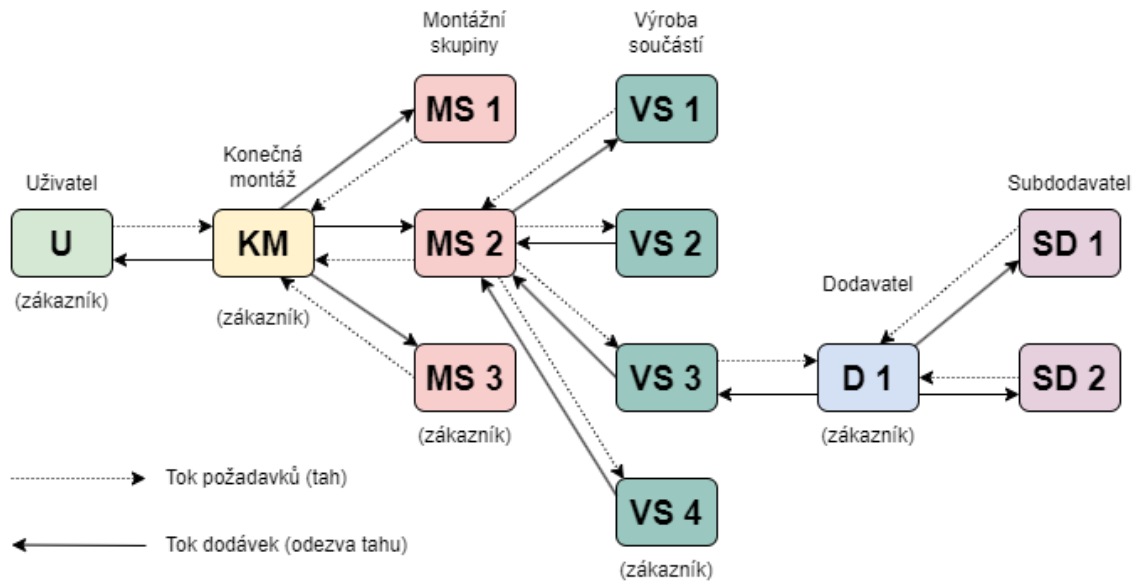 Montážní
skupiny
Výroba
součástí
MS 1
VS 1
Konečná
montáž
Uživatel
Subdodavatel
U
KM
MS 2
VS 2
SD 1
(zákazník)
(zákazník)
Dodavatel
MS 3
VS 3
D 1
SD 2
(zákazník)
(zákazník)
Tok požadavků (tah)
VS 4
Tok dodávek (odezva tahu)
(zákazník)